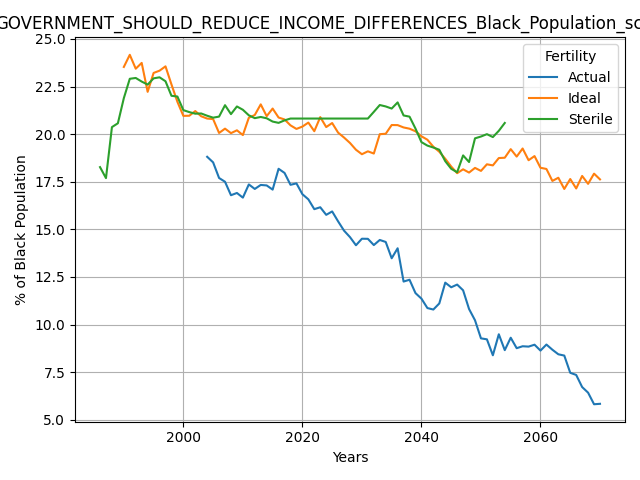 GOVERNMENT_SHOULD_REDUCE_INCOME_DIFFERENCES_Black_Population_sc
25.0
22.5
20.0
17.5
15.0
12.5
10.0
7.5
5.0
% of Black Population
Fertility
Actual
Ideal
Sterile
2000 2020 2040 2060
Years